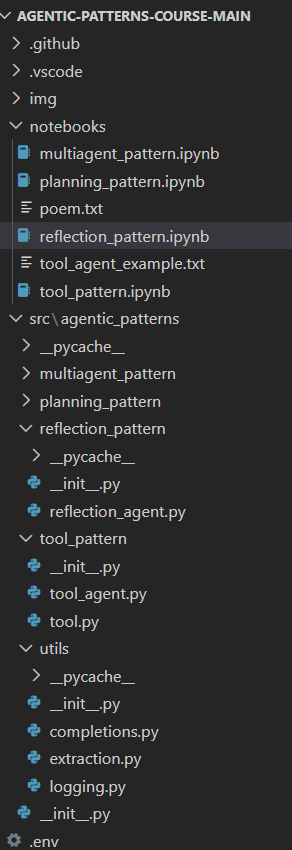 AGENTIC-PATTERNS-COURSE-MAIN
.github
.vscode
img
notebooks
multiagent_pattern.ipynb
planning_pattern.ipynb
poem.txt
reflection_pattern.ipynb
tool_agent_example.txt
tool_pattern.ipynb
src\agentic_patterns
__pycache__
multiagent_pattern
planning_pattern
reflection_pattern
__pycache__
__init__.py
reflection_agent.py
tool_pattern
__init__.py
tool_agent.py
tool.py
utils
__pycache__
__init__.py
completions.py
extraction.py
logging.py
__init__.py
.env